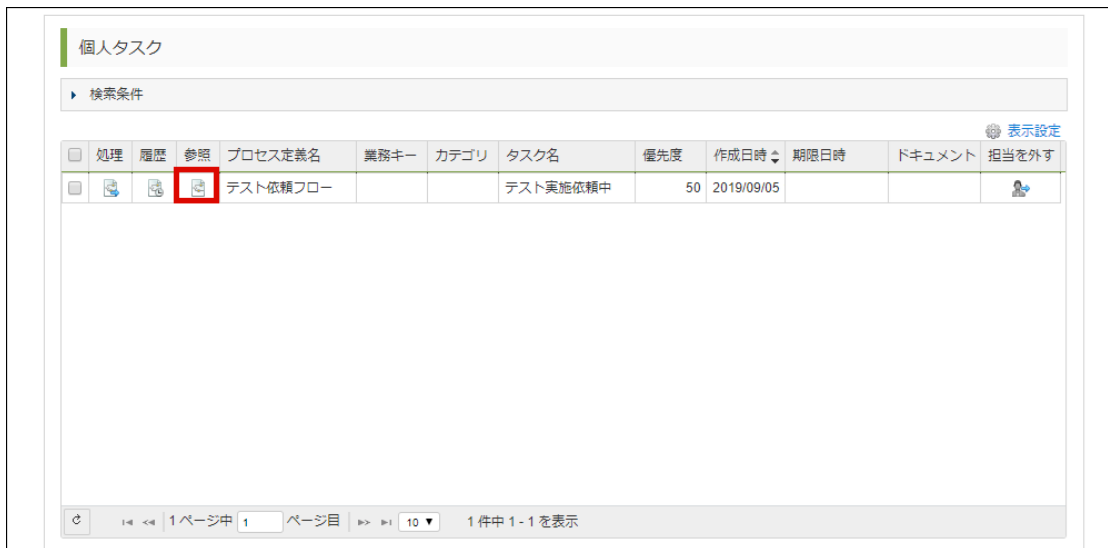 個人タスク
検索条件
表示設定
処理 履歴 参照 プロセス定義名 業務キー カテゴリ タスク名 優先度 作成日時 期限日時 ドキュメント 担当を外す
テスト依頼フロー テスト実施依頼中 50 2019/09/05
1 ページ中 1 ページ目 10 1 件中 1 - 1 を表示